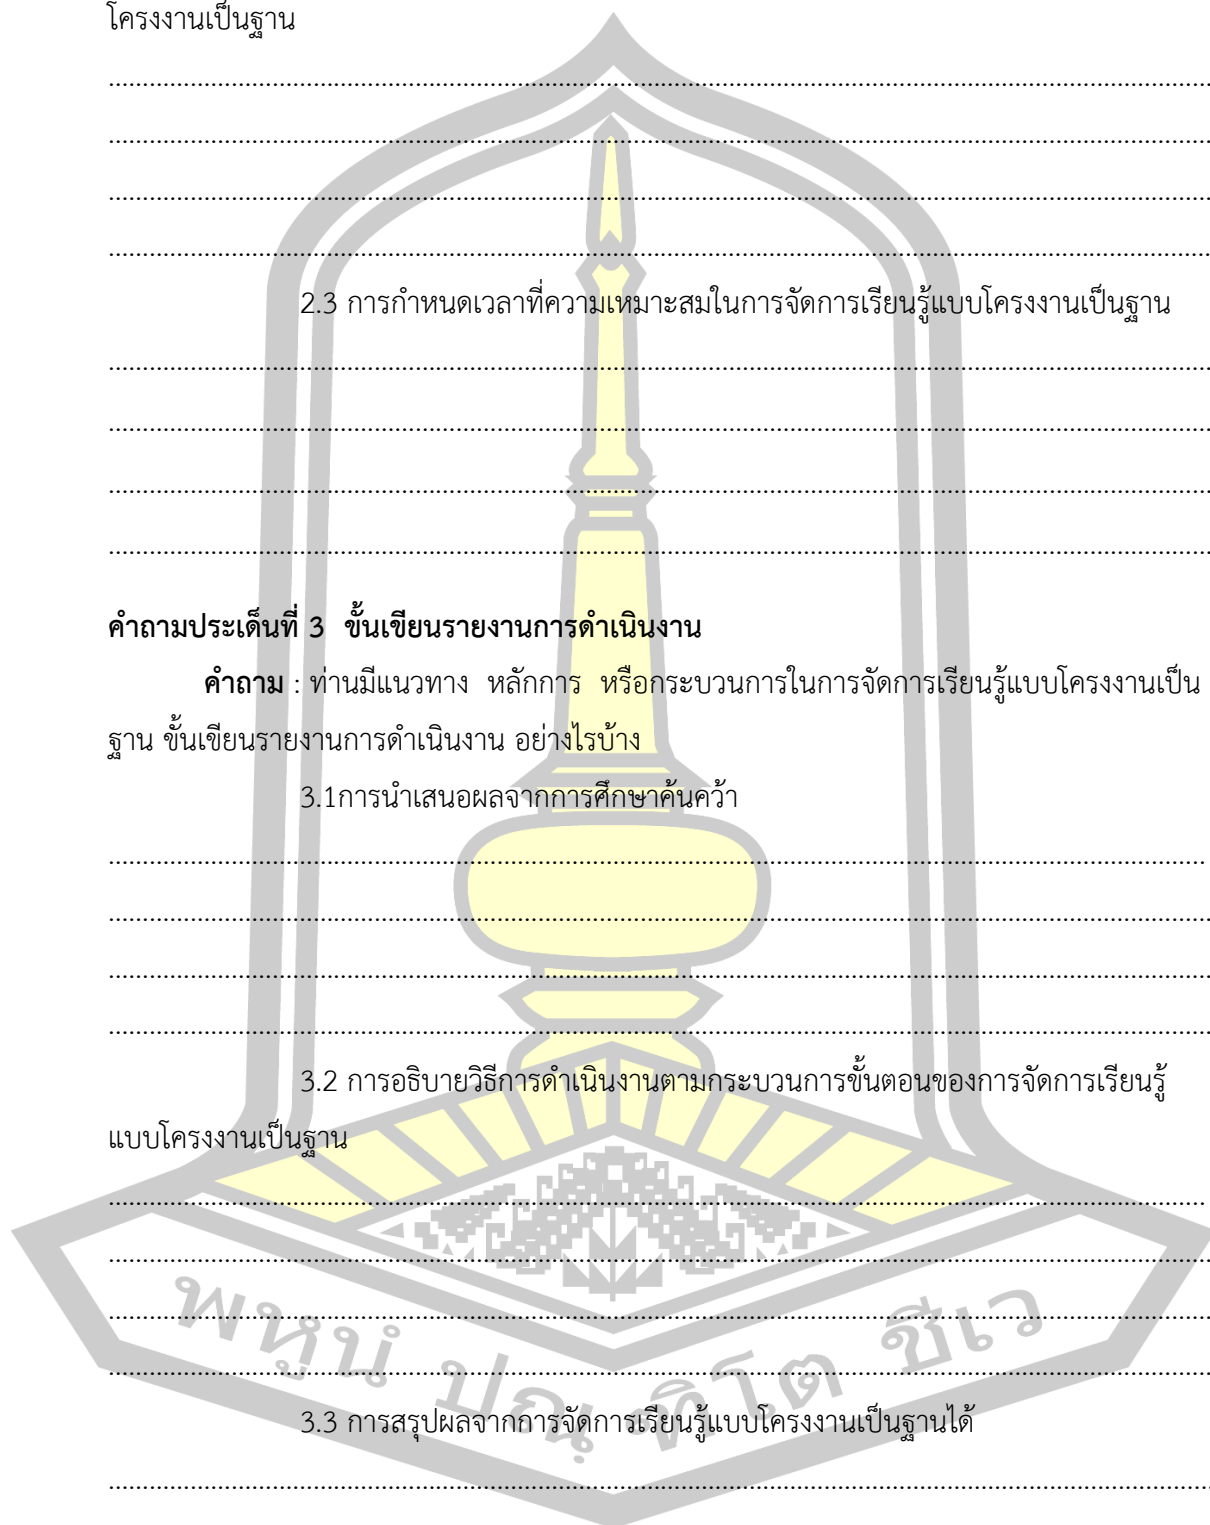 โครงงานเป็นฐาน
................................................................................
................................................................................
................................................................................
................................................................................
2.3 การกำหนดเวลาที่ความเหมาะสมในการจัดการเรียนรู้แบบโครงงานเป็นฐาน
................................................................................
................................................................................
................................................................................
................................................................................
คำถามประเด็นที่ 3 ขั้นเขียนรายงานการดำเนินงาน
คำถาม : ท่านมีแนวทาง หลักการ หรือกระบวนการในการจัดการเรียนรู้แบบโครงงานเป็น
ฐาน ขั้นเขียนรายงานการดำเนินงาน อย่างไรบ้าง
3.1การนำเสนอผลจากการศึกษาค้นคว้า
................................................................................
................................................................................
................................................................................
................................................................................
3.2 การอธิบายวิธีการดำเนินงานตามกระบวนการขั้นตอนของการจัดการเรียนรู้
แบบโครงงานเป็นฐาน
................................................................................
................................................................................
................................................................................
................................................................................
พหูนํ ปณฺฑิโต ชีเว
3.3 การสรุปผลจากการจัดการเรียนรู้แบบโครงงานเป็นฐานได้
................................................................................